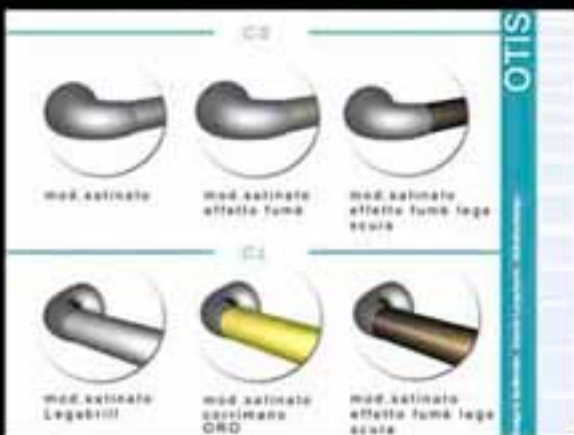 C2
mod.satinato
mod.satinato
effetto fumè
mod.satinato
effetto fumè lega
scura
C1
mod.satinato
Legabrill
mod.satinato
corrimano
ORO
mod.satinato
effetto fumè lega
scura
OTIS